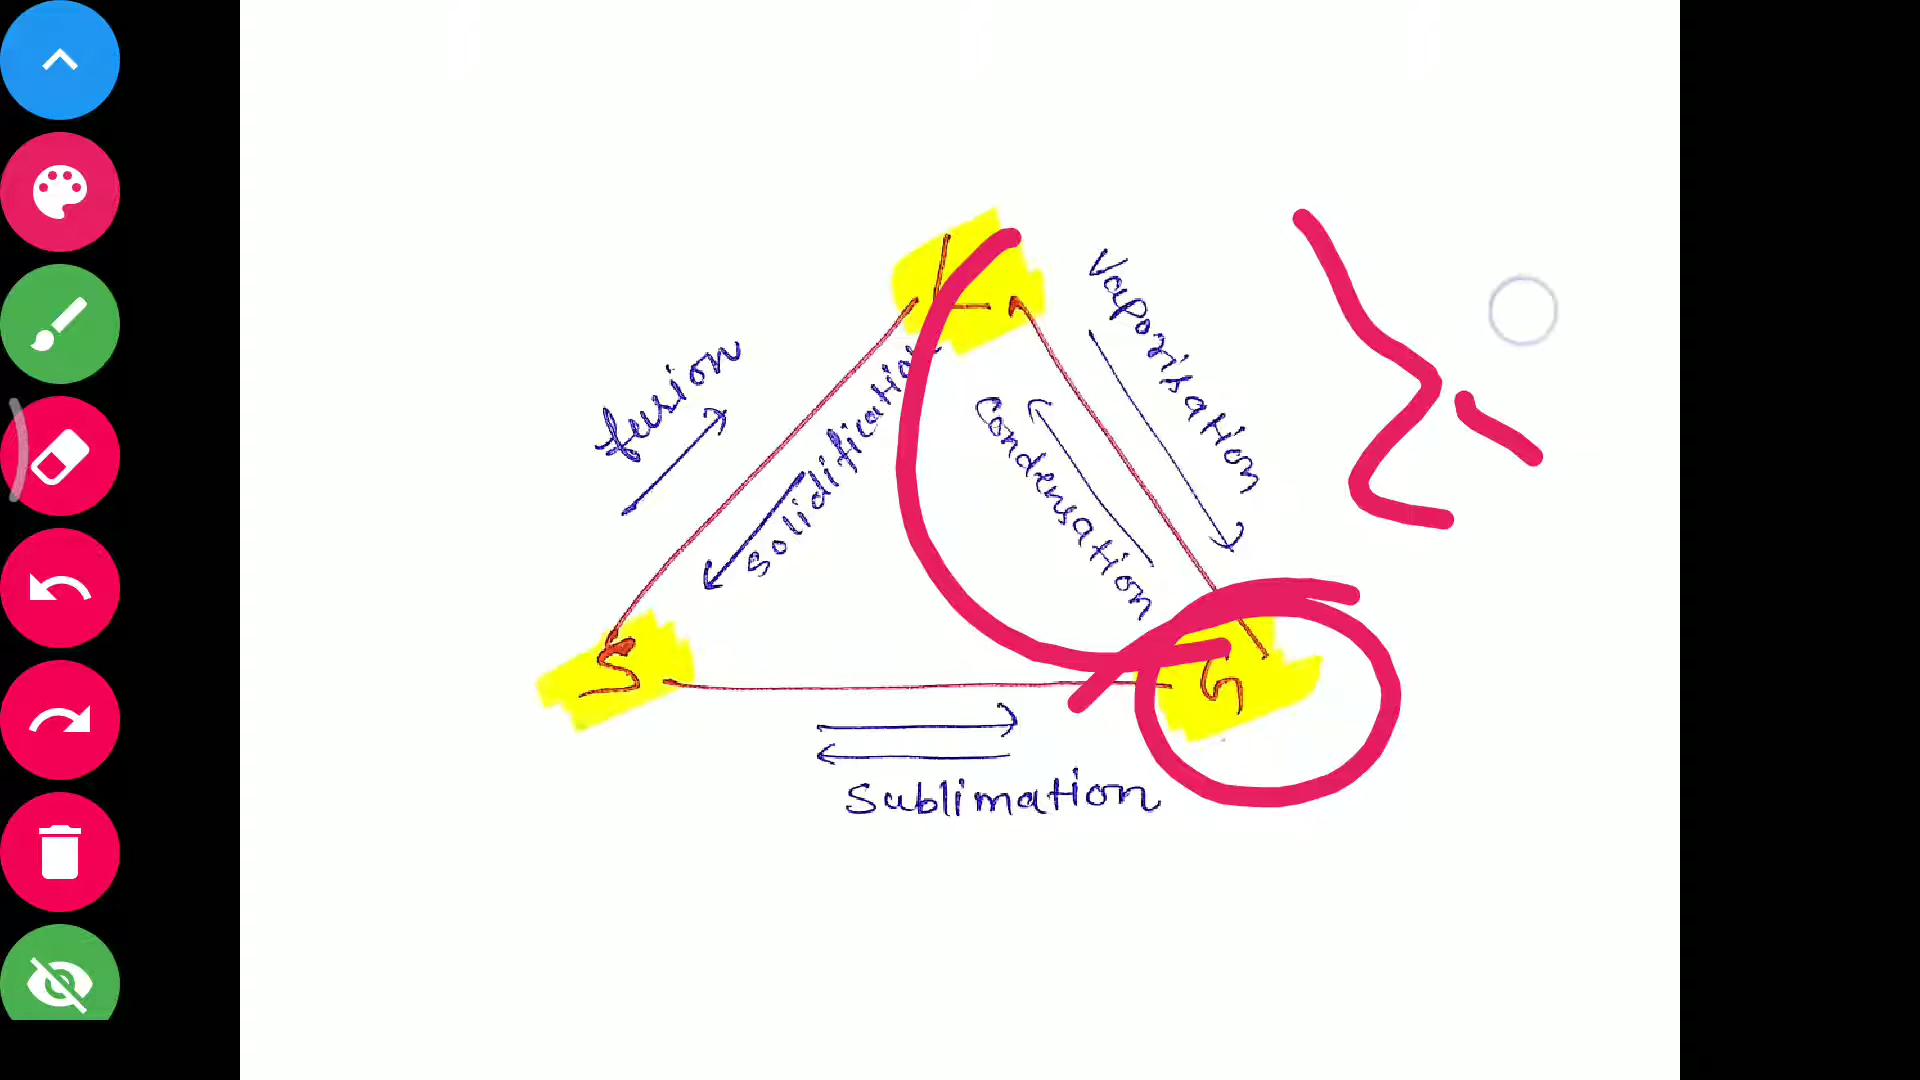 L
Vaporisation
fusion
solidification
Condensation
S
G
Sublimation